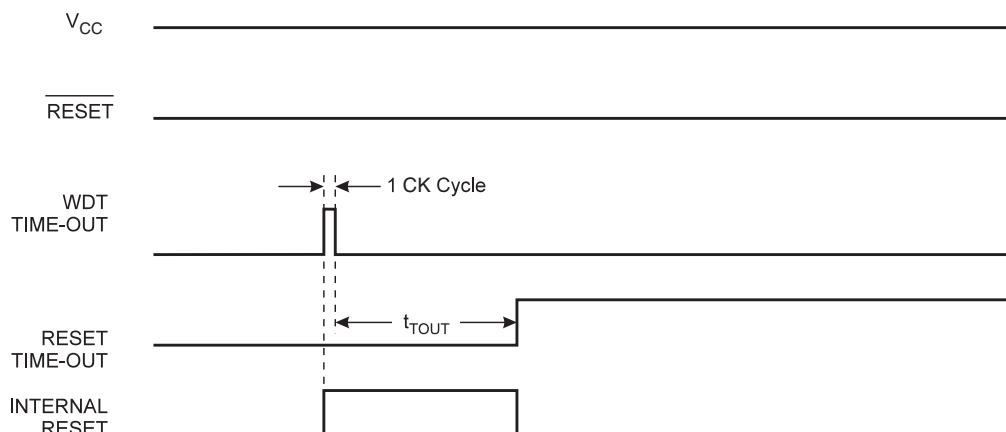 VCC
RESET
1 CK Cycle
WDT
TIME-OUT
tTOUT
RESET
TIME-OUT
INTERNAL
RESET